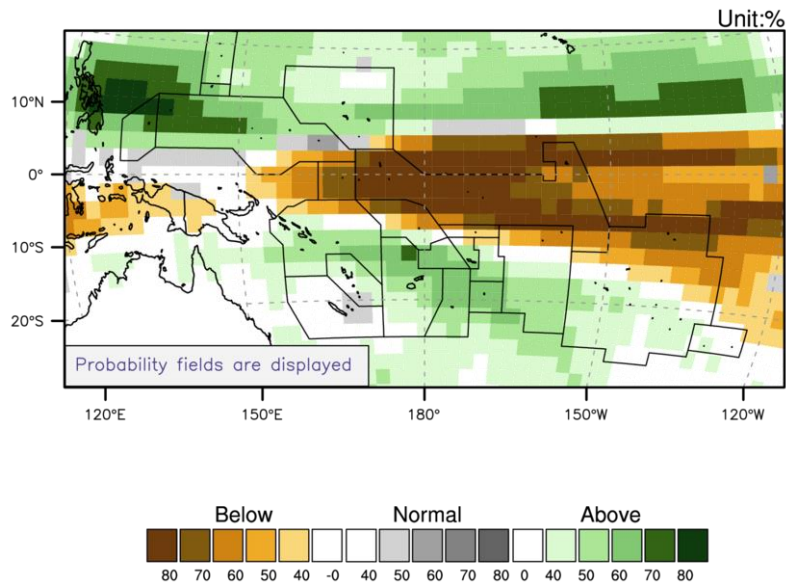 Unit:%
10°N
0°
10°S
20°S
Probability fields are displayed
120°E 150°E 180° 150°W 120°W
Below Normal Above
80 70 60 50 40 -0 40 50 60 70 80 0 40 50 60 70 80